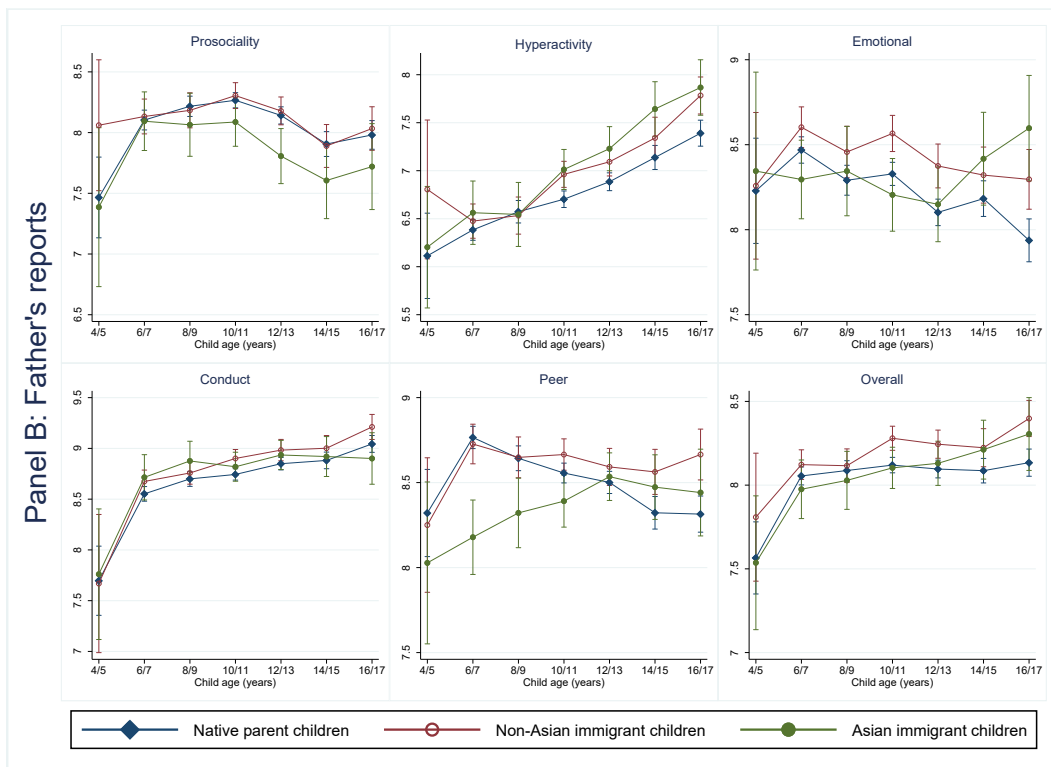 Panel B: Father's reports
Prosociality
8.5
8
7.5
7
6.5
4/5 6/7 8/9 10/11 12/13 14/15 16/17
Child age (years)
Hyperactivity
8
7.5
7
6.5
6
5.5
4/5 6/7 8/9 10/11 12/13 14/15 16/17
Child age (years)
Emotional
9
8.5
8
7.5
4/5 6/7 8/9 10/11 12/13 14/15 16/17
Child age (years)
Conduct
9.5
9
8.5
8
7.5
7
4/5 6/7 8/9 10/11 12/13 14/15 16/17
Child age (years)
Peer
9
8.5
8
7.5
4/5 6/7 8/9 10/11 12/13 14/15 16/17
Child age (years)
Overall
8.5
8
7.5
7
4/5 6/7 8/9 10/11 12/13 14/15 16/17
Child age (years)
Native parent children Non-Asian immigrant children Asian immigrant children